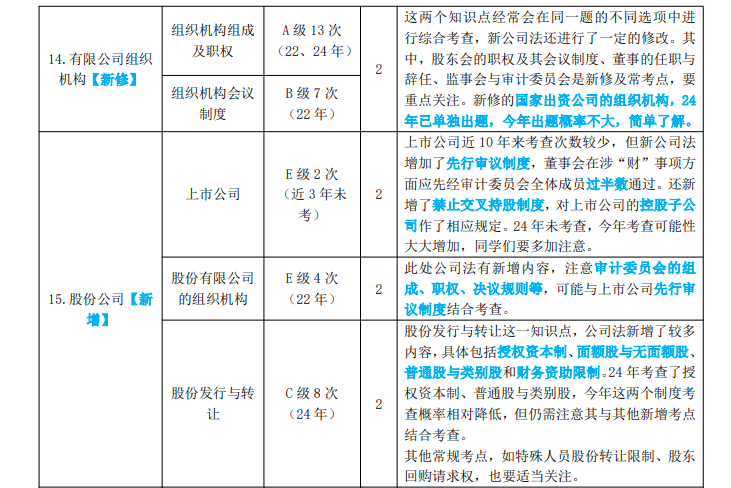 14.有限公司组织
机构【新修】
组织机构组成
及职权
A 级 13 次
（22、24 年）
组织机构会议
制度
B 级 7 次
（22 年）
2
这两个知识点经常会在同一题的不同选项中进
行综合考查，新公司法还进行了一定的修改。其
中，股东会的职权及其会议制度、董事的任职与
辞任、监事会与审计委员会是新修及常考点，要
重点关注。新修的国家出资公司的组织机构，24
年已单独出题，今年出题概率不大，简单了解。
15.股份公司【新
增】
上市公司
E 级 2 次
（近 3 年未
考）
2
上市公司近 10 年来考查次数较少，但新公司法
增加了先行审议制度，董事会在涉“财”事项方
面应先经审计委员会全体成员过半数通过。还新
增了禁止交叉持股制度，对上市公司的控股子公
司作了相应规定。24 年未考查，今年考查可能性
大大增加，同学们要多加注意。
股份有限公司
的组织机构
E 级 4 次
（22 年）
2
此处公司法有新增内容，注意审计委员会的组
成、职权、决议规则等，可能与上市公司先行审
议制度结合考查。
股份发行与转
让
C 级 8 次
（24 年）
2
股份发行与转让这一知识点，公司法新增了较多
内容，具体包括授权资本制、面额股与无面额股、
普通股与类别股和财务资助限制。24 年考查了授
权资本制、普通股与类别股，今年这两个制度考
查概率相对降低，但仍需注意其与其他新增考点
结合考查。
其他常规考点，如特殊人员股份转让限制、股东
回购请求权，也要适当关注。